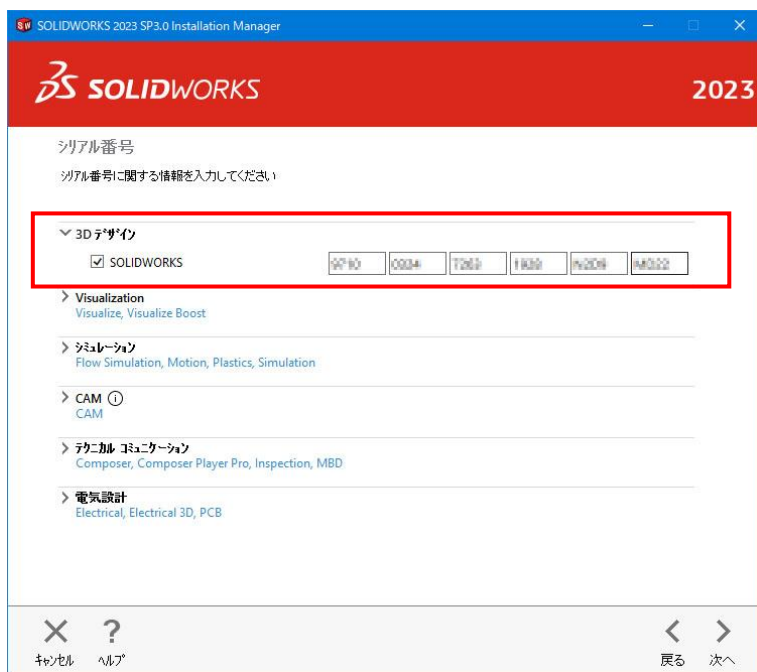 SOLIDWORKS 2023 SP3.0 Installation Manager
SOLIDWORKS
2023
シリアル番号
シリアル番号に関する情報を入力してください
3D デザイン
SOLIDWORKS
Visualization
Visualize, Visualize Boost
シミュレーション
Flow Simulation, Motion, Plastics, Simulation
CAM
CAM
テクニカル コミュニケーション
Composer, Composer Player Pro, Inspection, MBD
電気設計
Electrical, Electrical 3D, PCB
?
キャンセル ヘルプ 戻る 次へ